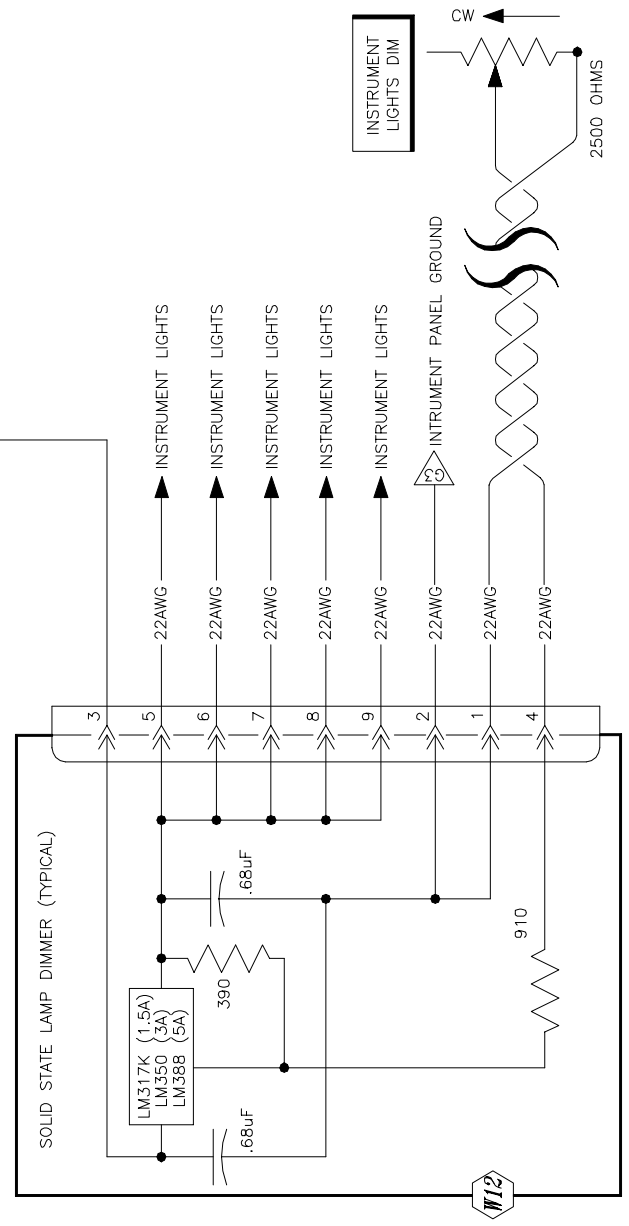 SOLID STATE LAMP DIMMER (TYPICAL)
LM317K (1.5A)
LM350 (3A)
LM388 (5A)
.68uF
390
.68uF
910
W12
3
5
22AWG
INSTRUMENT LIGHTS
6
22AWG
INSTRUMENT LIGHTS
7
22AWG
INSTRUMENT LIGHTS
8
22AWG
INSTRUMENT LIGHTS
9
22AWG
INSTRUMENT LIGHTS
2
22AWG
G3
INTRUMENT PANEL GROUND
1
22AWG
4
22AWG
INSTRUMENT
LIGHTS DIM
CW
2500 OHMS